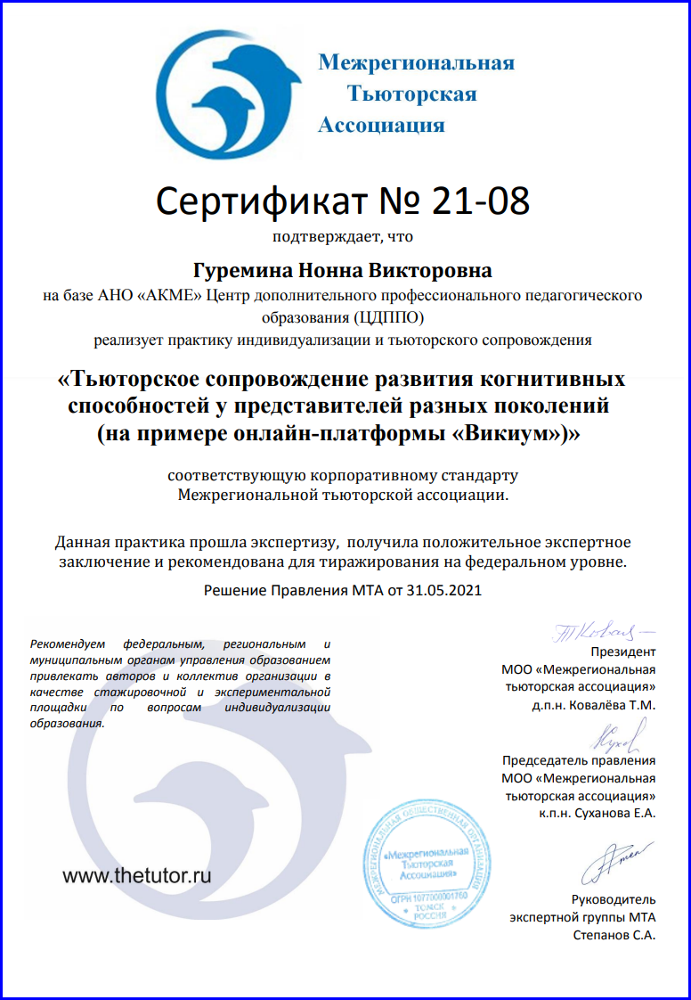 Межрегиональная
Тьюторская
Ассоциация
Сертификат № 21-08
подтверждает, что
Гуремина Нонна Викторовна
на базе АНО «АКМЕ» Центр дополнительного профессионального педагогического
образования (ЦДППО)
реализует практику индивидуализации и тьюторского сопровождения
«Тьюторское сопровождение развития когнитивных
способностей у представителей разных поколений
(на примере онлайн-платформы «Викиум»)»
соответствующую корпоративному стандарту
Межрегиональной тьюторской ассоциации.
Данная практика прошла экспертизу, получила положительное экспертное
заключение и рекомендована для тиражирования на федеральном уровне.
Решение Правления МТА от 31.05.2021
Рекомендуем федеральным, региональным и
муниципальным органам управления образованием
привлекать авторов и коллектив организации в
качестве стажировочной и экспериментальной
площадки по вопросам индивидуализации
образования.
Президент
МОО «Межрегиональная
тьюторская ассоциация»
д.п.н. Ковалёва Т.М.
Председатель правления
МОО «Межрегиональная
тьюторская ассоциация»
к.п.н. Суханова Е.А.
МЕЖРЕГИОНАЛЬНАЯ ОБЩЕСТВЕННАЯ ОРГАНИЗАЦИЯ
«Межрегиональная
Тьюторская
Ассоциация»
ОГРН 1077000001760
* ТОМСК *
РОССИЯ
www.thetutor.ru
Руководитель
экспертной группы МТА
Степанов С.А.